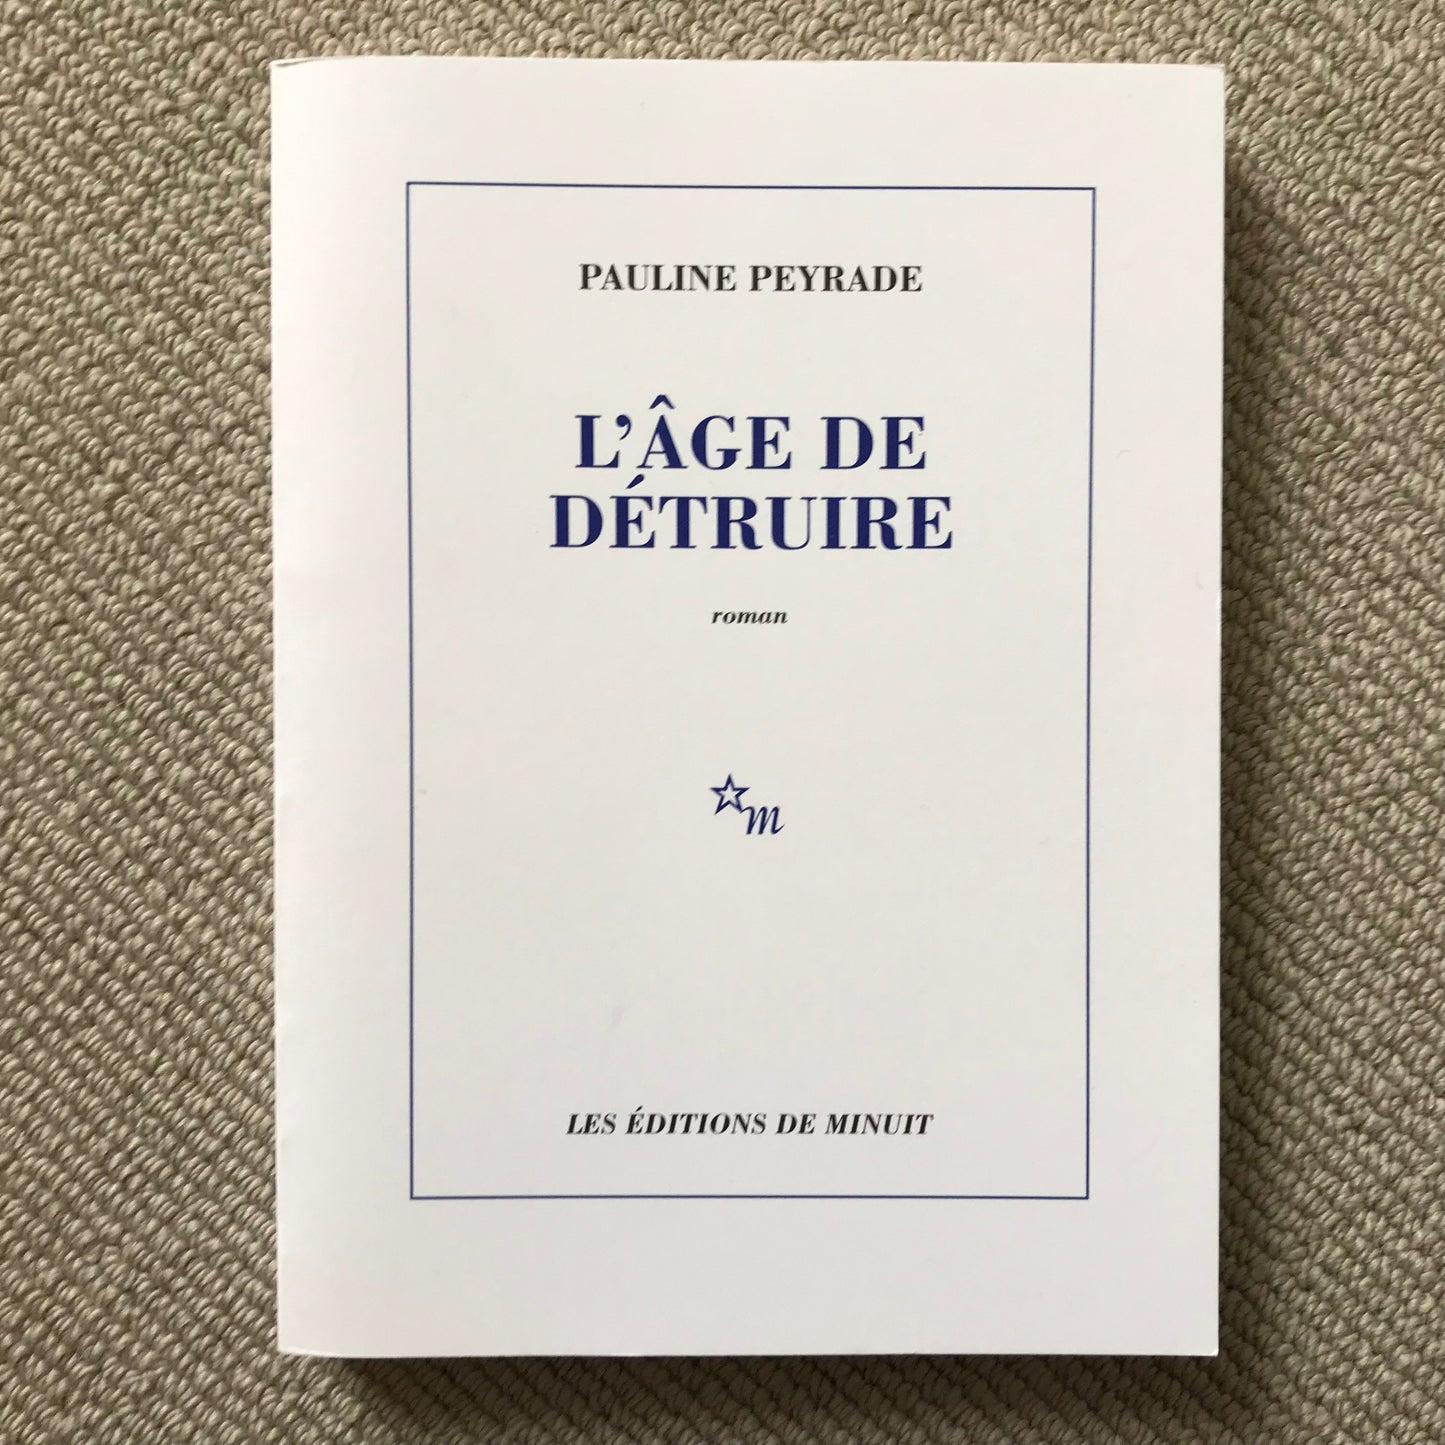 PAULINE PEYRADE
L’ÂGE DE
DÉTRUIRE
roman
m
LES ÉDITIONS DE MINUIT